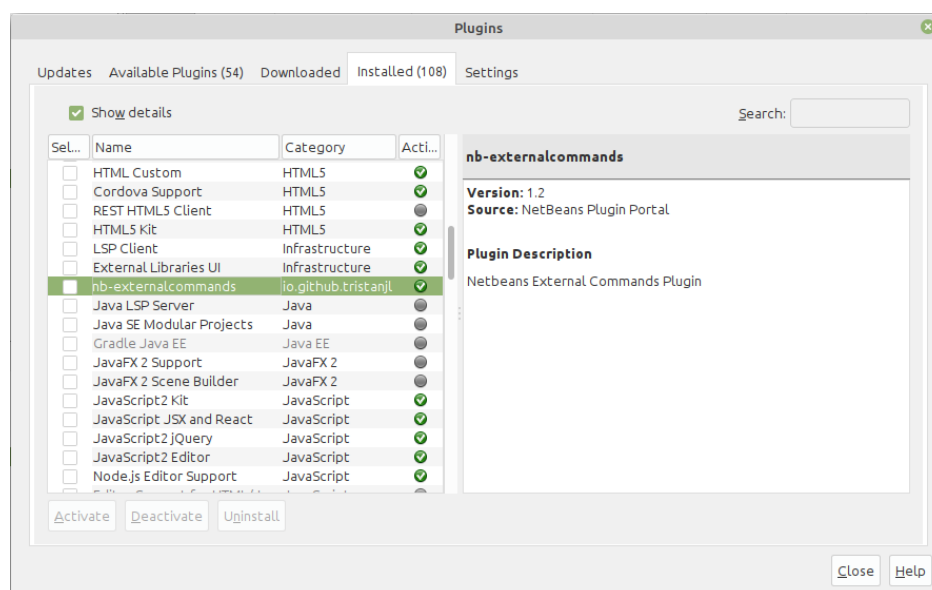 Plugins
Updates Available Plugins (54) Downloaded Installed (108) Settings
Show details Search:
Sel... Name Category Acti...
HTML Custom HTML5
Cordova Support HTML5
REST HTML5 Client HTML5
HTML5 Kit HTML5
LSP Client Infrastructure
External Libraries UI Infrastructure
nb-externalcommands io.github.tristanjl
Java LSP Server Java
Java SE Modular Projects Java
Gradle Java EE Java EE
JavaFX 2 Support JavaFX 2
JavaFX 2 Scene Builder JavaFX 2
JavaScript2 Kit JavaScript
JavaScript JSX and React JavaScript
JavaScript2 jQuery JavaScript
JavaScript2 Editor JavaScript
Node.js Editor Support JavaScript
nb-externalcommands
Version: 1.2
Source: NetBeans Plugin Portal
Plugin Description
Netbeans External Commands Plugin
Activate Deactivate Uninstall
Close Help